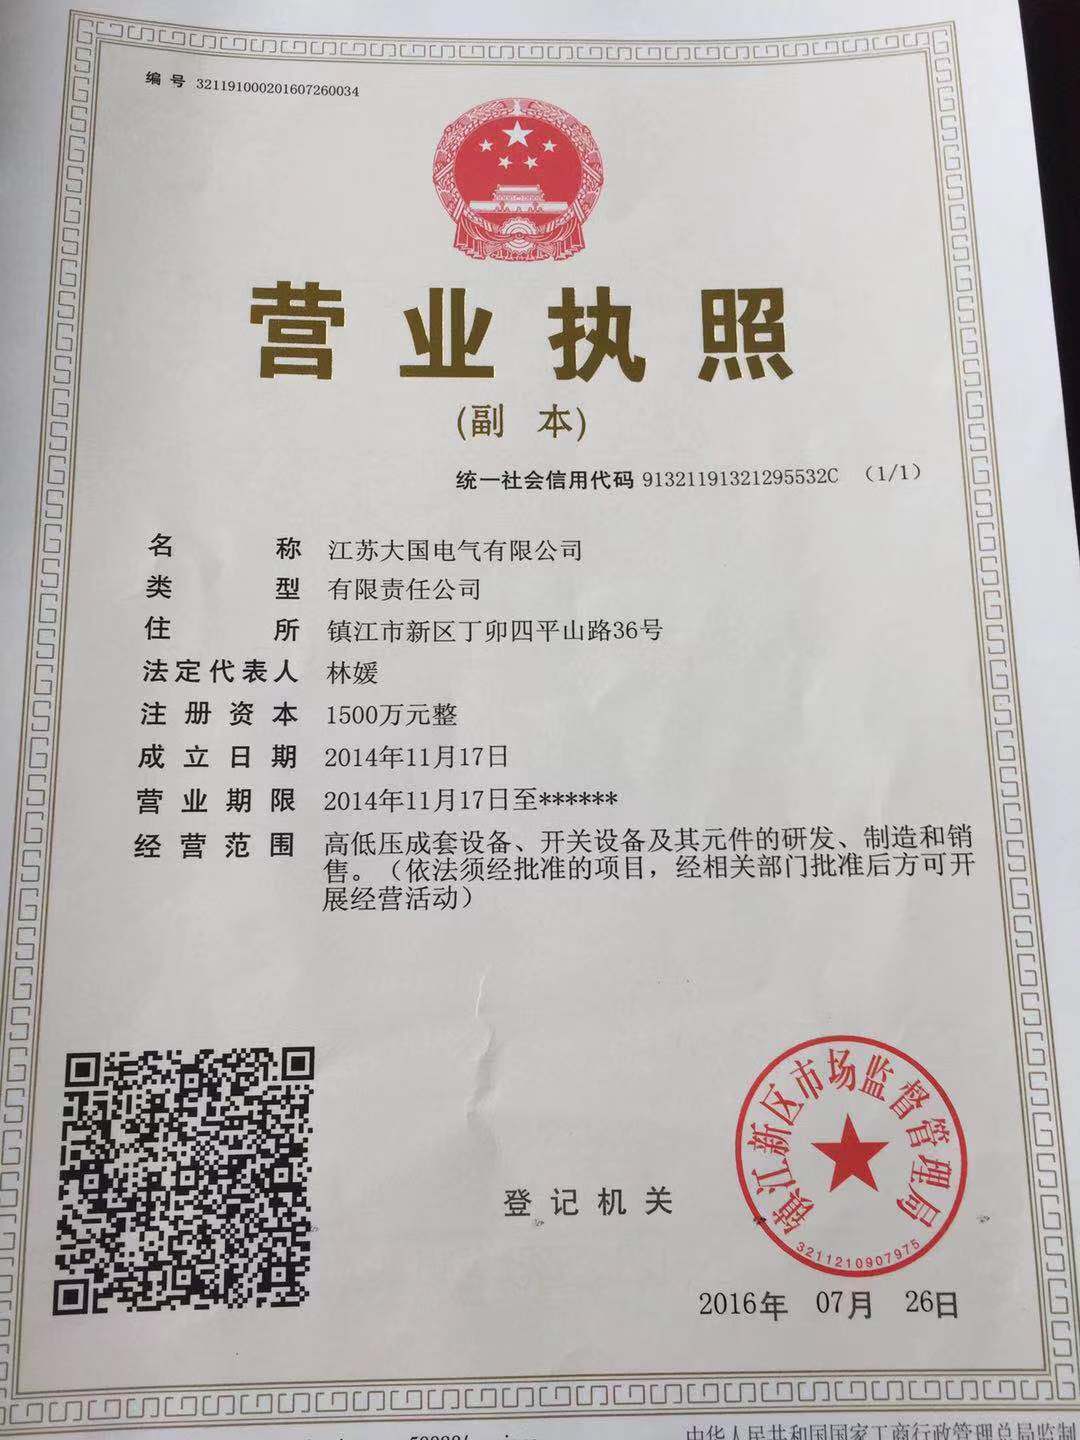 编号 321191000201607260034
营业执照
(副 本)
统一社会信用代码 91321191321295532C （1/1）
名称 江苏大国电气有限公司
类型 有限责任公司
住所 镇江市新区丁卯四平山路36号
法定代表人 林媛
注册资本 1500万元整
成立日期 2014年11月17日
营业期限 2014年11月17日至******
经营范围 高低压成套设备、开关设备及其元件的研发、制造和销
售。（依法须经批准的项目，经相关部门批准后方可开
展经营活动）
镇江新区市场监督管理局
登记机关
3211210907975
2016年 07月 26日
中华人民共和国国家工商行政管理总局监制